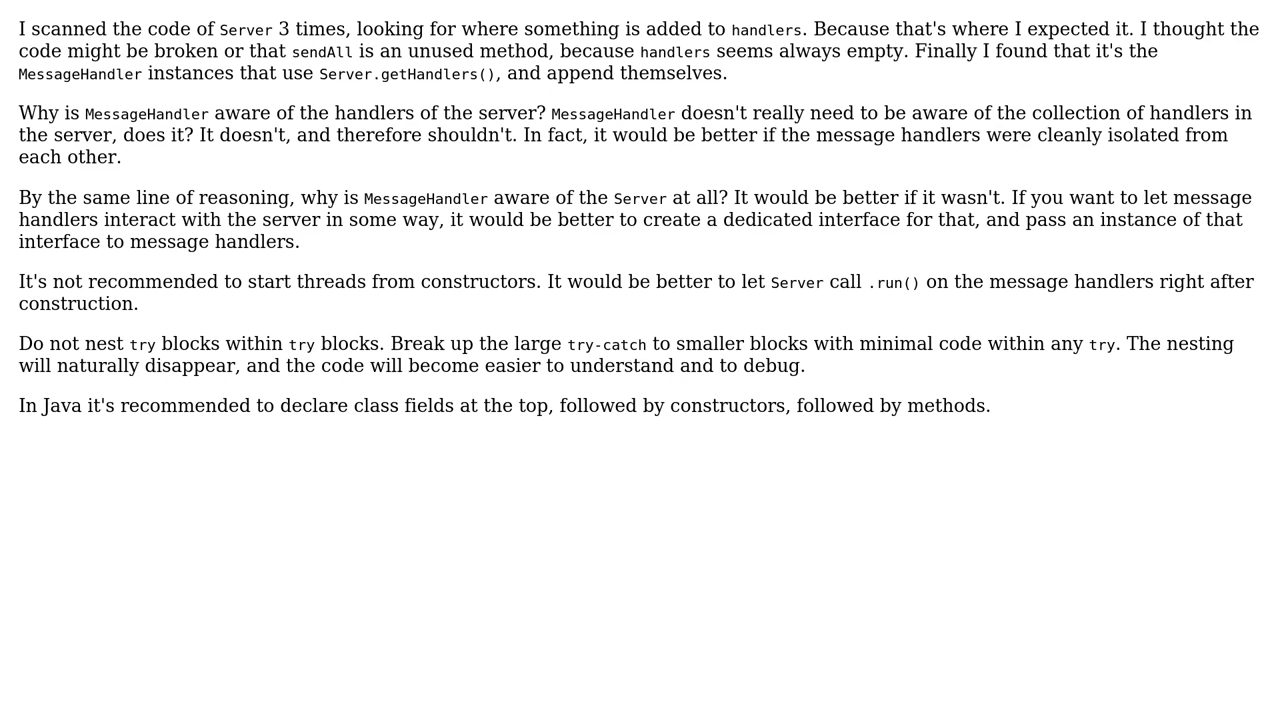 I scanned the code of Server 3 times, looking for where something is added to handlers. Because that's where I expected it. I thought the
code might be broken or that sendAll is an unused method, because handlers seems always empty. Finally I found that it's the
MessageHandler instances that use Server.getHandlers(), and append themselves.
Why is MessageHandler aware of the handlers of the server? MessageHandler doesn't really need to be aware of the collection of handlers in
the server, does it? It doesn't, and therefore shouldn't. In fact, it would be better if the message handlers were cleanly isolated from
each other.
By the same line of reasoning, why is MessageHandler aware of the Server at all? It would be better if it wasn't. If you want to let message
handlers interact with the server in some way, it would be better to create a dedicated interface for that, and pass an instance of that
interface to message handlers.
It's not recommended to start threads from constructors. It would be better to let Server call .run() on the message handlers right after
construction.
Do not nest try blocks within try blocks. Break up the large try-catch to smaller blocks with minimal code within any try. The nesting
will naturally disappear, and the code will become easier to understand and to debug.
In Java it's recommended to declare class fields at the top, followed by constructors, followed by methods.